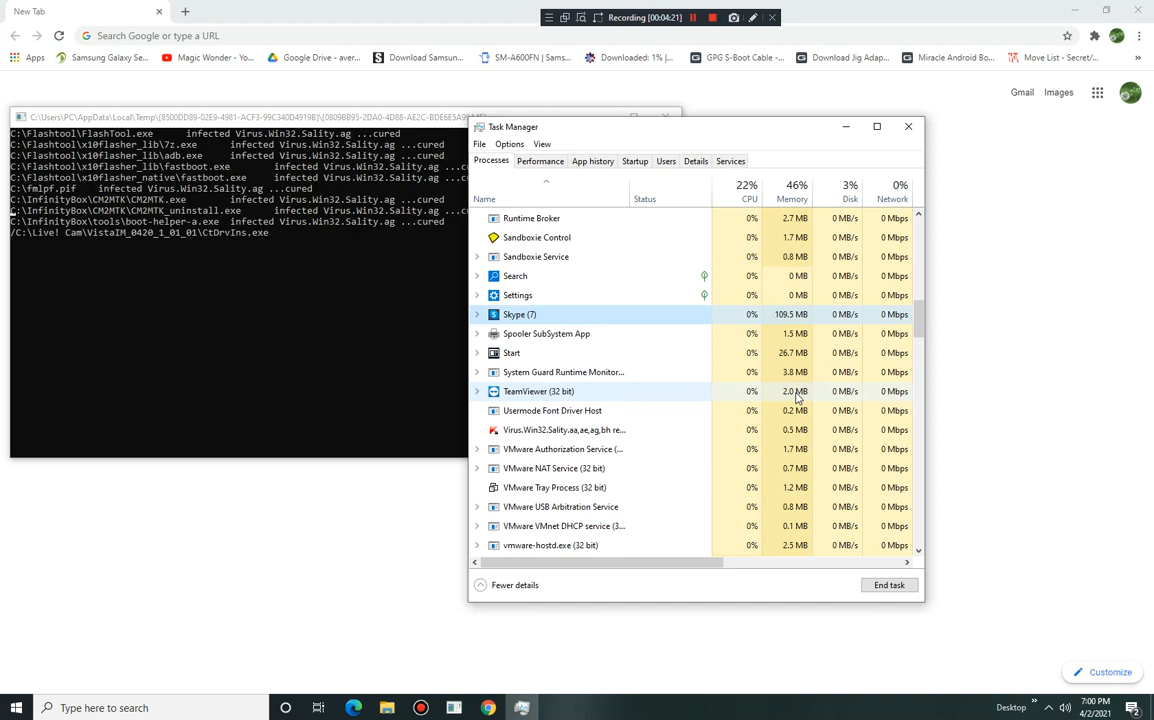 New Tab
Recording [00:04:21]
Search Google or type a URL
Apps
Samsung Galaxy Se...
Magic Wonder - Yo...
Google Drive - aver...
Download Samsun...
SM-A600FN | Sams...
Downloaded: 1% |...
GPG S-Boot Cable -...
Download Jig Adap...
Miracle Android Bo...
Move List - Secret/...
»
Gmail Images
C:\Users\PC\AppData\Local\Temp\{8500DD89-02E9-4981-ACF3-99C340D4919B}\{0809BB95-2DA0-4D88-AE2C-BDE6E5A9
C:\Flashtool\FlashTool.exe infected Virus.Win32.Sality.ag ...cured
C:\Flashtool\x10flasher_lib\7z.exe infected Virus.Win32.Sality.ag ...cured
C:\Flashtool\x10flasher_lib\adb.exe infected Virus.Win32.Sality.ag ...cured
C:\Flashtool\x10flasher_lib\fastboot.exe infected Virus.Win32.Sality.ag ...c
C:\Flashtool\x10flasher_native\fastboot.exe infected Virus.Win32.Sality.ag ...c
C:\fmlpf.pif infected Virus.Win32.Sality.ag ...cured
C:\InfinityBox\CM2MTK\CM2MTK.exe infected Virus.Win32.Sality.ag ...cured
C:\InfinityBox\CM2MTK\CM2MTK_uninstall.exe infected Virus.Win32.Sality.ag ...cu
C:\InfinityBox\tools\boot-helper-a.exe infected Virus.Win32.Sality.ag ...cured
/C:\Live! Cam\VistaIM_0420_1_01_01\CtDrvIns.exe
Task Manager
File Options View
Processes Performance App history Startup Users Details Services
22% 46% 3% 0%
Name Status CPU Memory Disk Network
Runtime Broker 0% 2.7 MB 0 MB/s 0 Mbps
Sandboxie Control 0% 1.7 MB 0 MB/s 0 Mbps
Sandboxie Service 0% 0.8 MB 0 MB/s 0 Mbps
Search 0% 0 MB 0 MB/s 0 Mbps
Settings 0% 0 MB 0 MB/s 0 Mbps
Skype (7) 0% 109.5 MB 0 MB/s 0 Mbps
Spooler SubSystem App 0% 1.5 MB 0 MB/s 0 Mbps
Start 0% 26.7 MB 0 MB/s 0 Mbps
System Guard Runtime Monitor... 0% 3.8 MB 0 MB/s 0 Mbps
TeamViewer (32 bit) 0% 2.0 MB 0 MB/s 0 Mbps
Usermode Font Driver Host 0% 0.2 MB 0 MB/s 0 Mbps
Virus.Win32.Sality.aa,ae,ag,bh re... 0% 0.5 MB 0 MB/s 0 Mbps
VMware Authorization Service (... 0% 1.7 MB 0 MB/s 0 Mbps
VMware NAT Service (32 bit) 0% 0.7 MB 0 MB/s 0 Mbps
VMware Tray Process (32 bit) 0% 1.2 MB 0 MB/s 0 Mbps
VMware USB Arbitration Service 0% 0.8 MB 0 MB/s 0 Mbps
VMware VMnet DHCP service (3... 0% 0.1 MB 0 MB/s 0 Mbps
vmware-hostd.exe (32 bit) 0% 2.5 MB 0 MB/s 0 Mbps
Fewer details
End task
Customize
Type here to search
Desktop
»
7:00 PM
4/2/2021
2